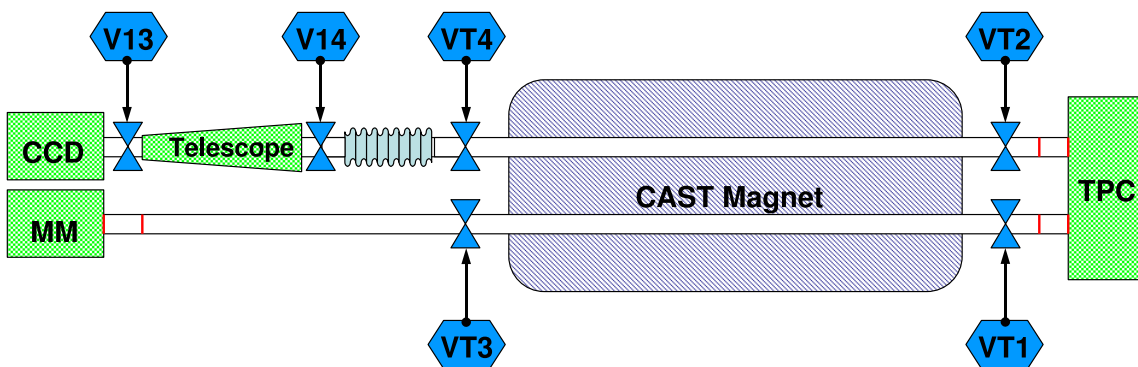 V13
V14
VT4
VT2
CCD
Telescope
MM
CAST Magnet
TPC
VT3
VT1